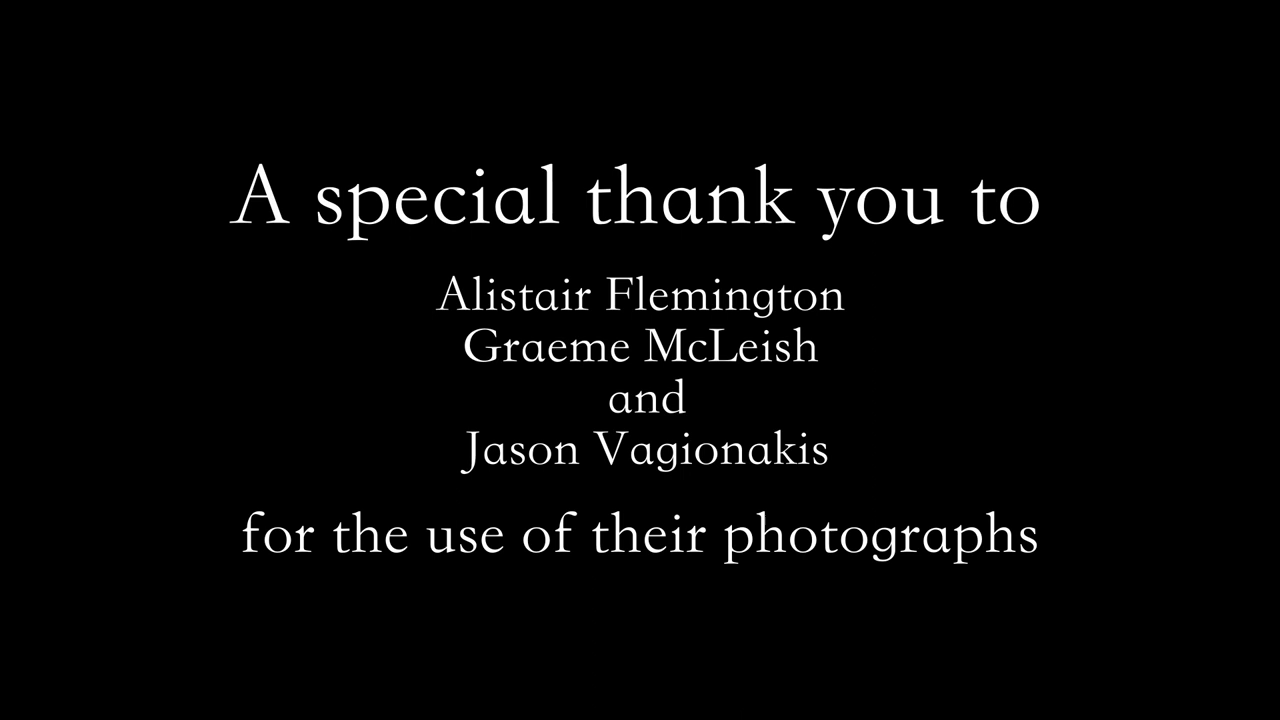 A special thank you to
Alistair Flemington
Graeme McLeish
and
Jason Vagionakis
for the use of their photographs